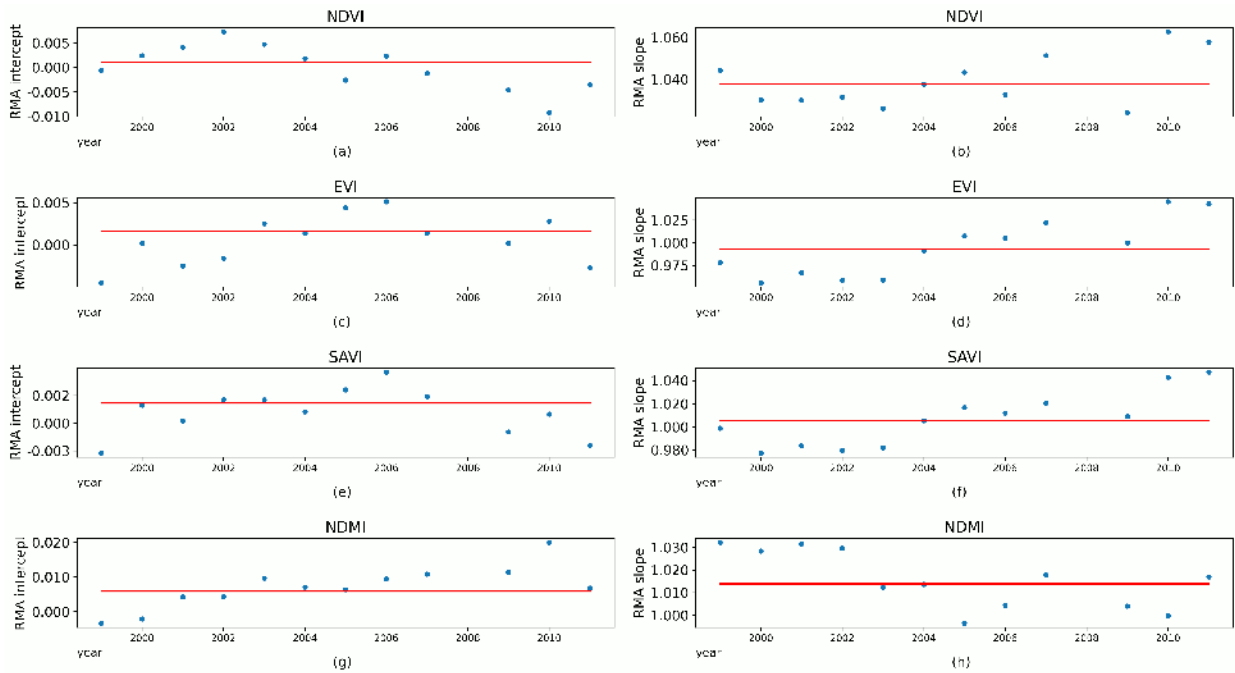 NDVI
RMA intercept
0.005
0.000
-0.005
-0.010
2000 2002 2004 2006 2008 2010
year
(a)
NDVI
RMA slope
1.060
1.040
2000 2002 2004 2006 2008 2010
year
(b)
EVI
RMA intercept
0.005
0.000
2000 2002 2004 2006 2008 2010
year
(c)
EVI
RMA slope
1.025
1.000
0.975
2000 2002 2004 2006 2008 2010
year
(d)
SAVI
RMA intercept
0.002
0.000
-0.003
2000 2002 2004 2006 2008 2010
year
(e)
SAVI
RMA slope
1.040
1.020
1.000
0.980
2000 2002 2004 2006 2008 2010
year
(f)
NDMI
RMA intercept
0.020
0.010
0.000
2000 2002 2004 2006 2008 2010
year
(g)
NDMI
RMA slope
1.030
1.010
1.000
2000 2002 2004 2006 2008 2010
year
(h)